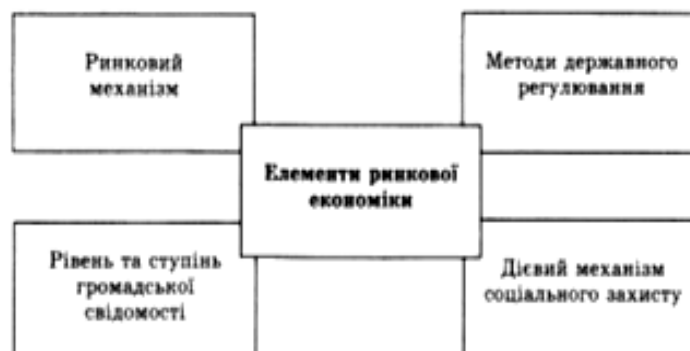 Ринковий
механізм
Методи державного
регулювання
Елементи ринкової
економіки
Рівень та ступінь
громадської
свідомості
Дієвий механізм
соціального захисту